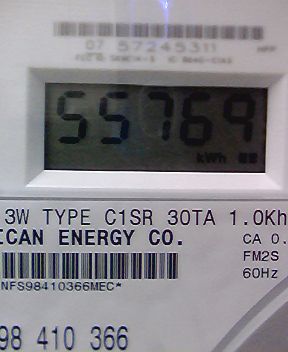 07 57245311
55769
kWh
3W TYPE C1SR 30TA 1.0Kh
ICAN ENERGY CO.
CA 0.
FM2S
60Hz
NFS98410366MEC*
98 410 366